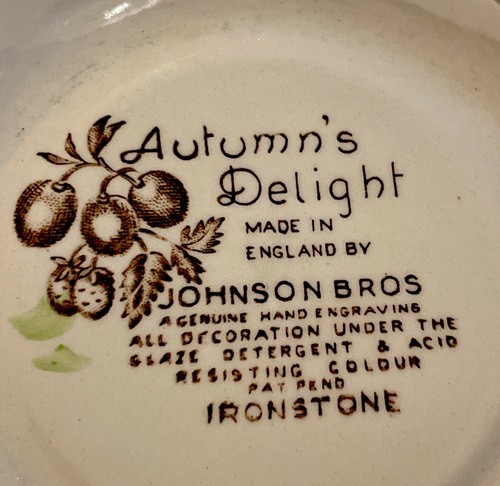 Autumn's
Delight
MADE IN
ENGLAND BY
JOHNSON BROS
A GENUINE HAND ENGRAVING
ALL DECORATION UNDER THE
GLAZE DETERGENT & ACID
RESISTING COLOUR
PAT PEND
IRONSTONE